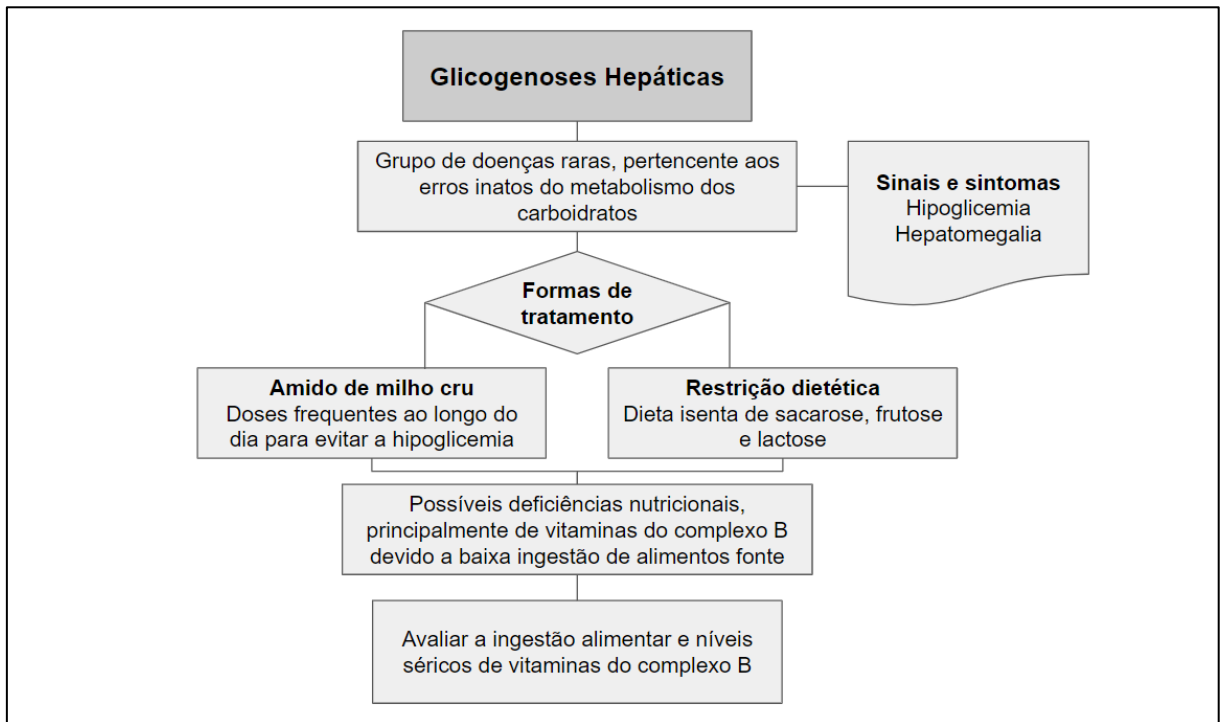 Glicogenoses Hepáticas
Grupo de doenças raras, pertencente aos
erros inatos do metabolismo dos
carboidratos
Sinais e sintomas
Hipoglicemia
Hepatomegalia
Formas de
tratamento
Amido de milho cru
Doses frequentes ao longo do
dia para evitar a hipoglicemia
Restrição dietética
Dieta isenta de sacarose, frutose
e lactose
Possíveis deficiências nutricionais,
principalmente de vitaminas do complexo B
devido a baixa ingestão de alimentos fonte
Avaliar a ingestão alimentar e níveis
séricos de vitaminas do complexo B